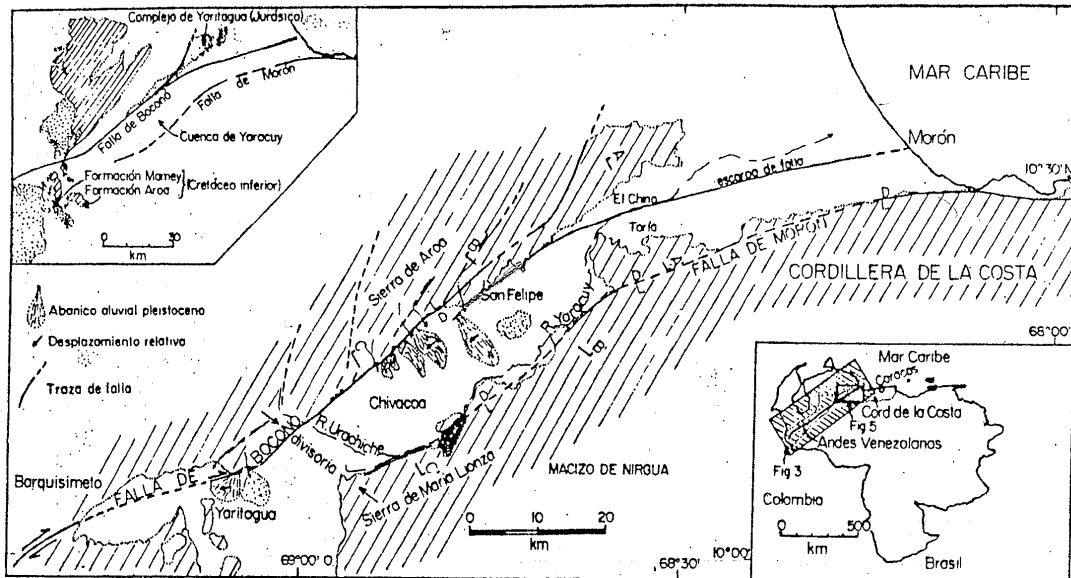 Complejo de Yaritagua (Jurásico)
Falla de Boconó
Falla de Morón
Cuenca de Yaracuy
Formación Mamey
Formación Aroa
(Cretáceo inferior)
0 30
km
Abanico aluvial pleistoceno
Desplazamiento relativo
Traza de falla
MAR CARIBE
Morón
10°30' N
escarpa de falla
El Chino
Torfa
FALLA DE MORON
CORDILLERA DE LA COSTA
68°00'
Sierra de Aroa
San Felipe
R. Yaracuy
A
A
B
B
C
D
D
D
D
L
Chivacoa
R. Urachiche
divisoria
FALLA DE BOCONO
Barquisimeto
Yaritagua
Sierra de Maria Lionza
MACIZO DE NIRGUA
0 10 20
km
69°00' O
68°30'
10°00'
Mar Caribe
Caracas
Cord de la Costa
Fig 5
Andes Venezolanos
Fig 3
Colombia
0 500
km
Brasil